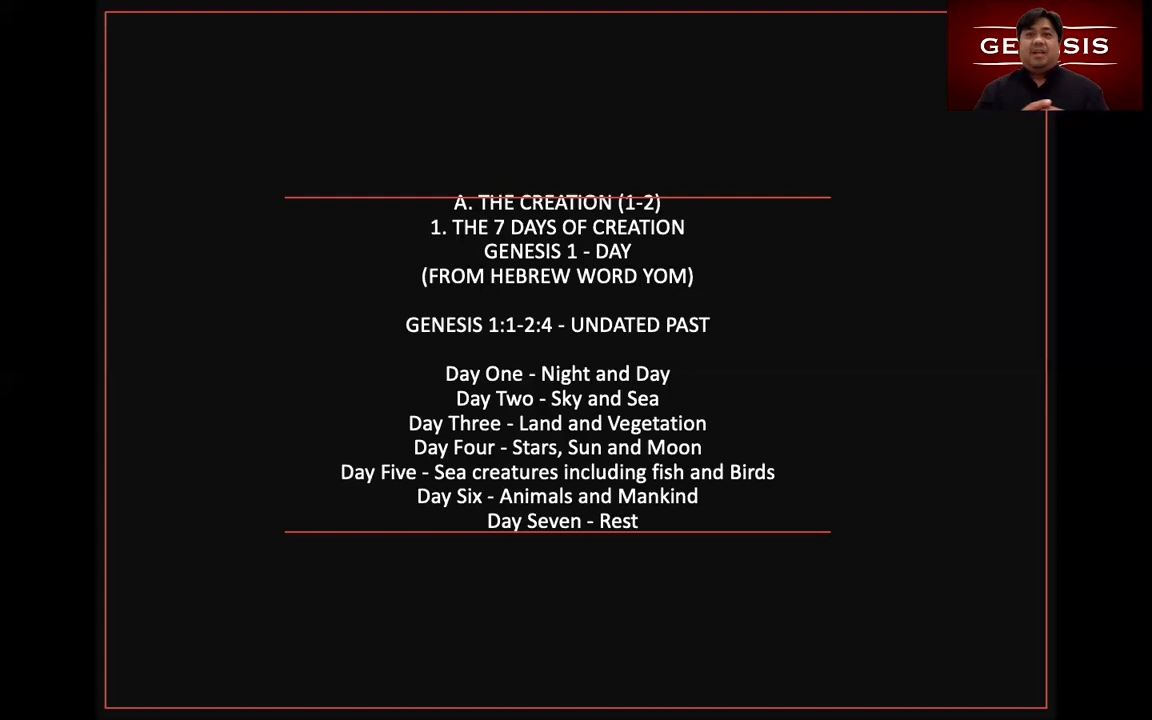 GENESIS
A. THE CREATION (1-2)
1. THE 7 DAYS OF CREATION
GENESIS 1 - DAY
(FROM HEBREW WORD YOM)
GENESIS 1:1-2:4 - UNDATED PAST
Day One - Night and Day
Day Two - Sky and Sea
Day Three - Land and Vegetation
Day Four - Stars, Sun and Moon
Day Five - Sea creatures including fish and Birds
Day Six - Animals and Mankind
Day Seven - Rest